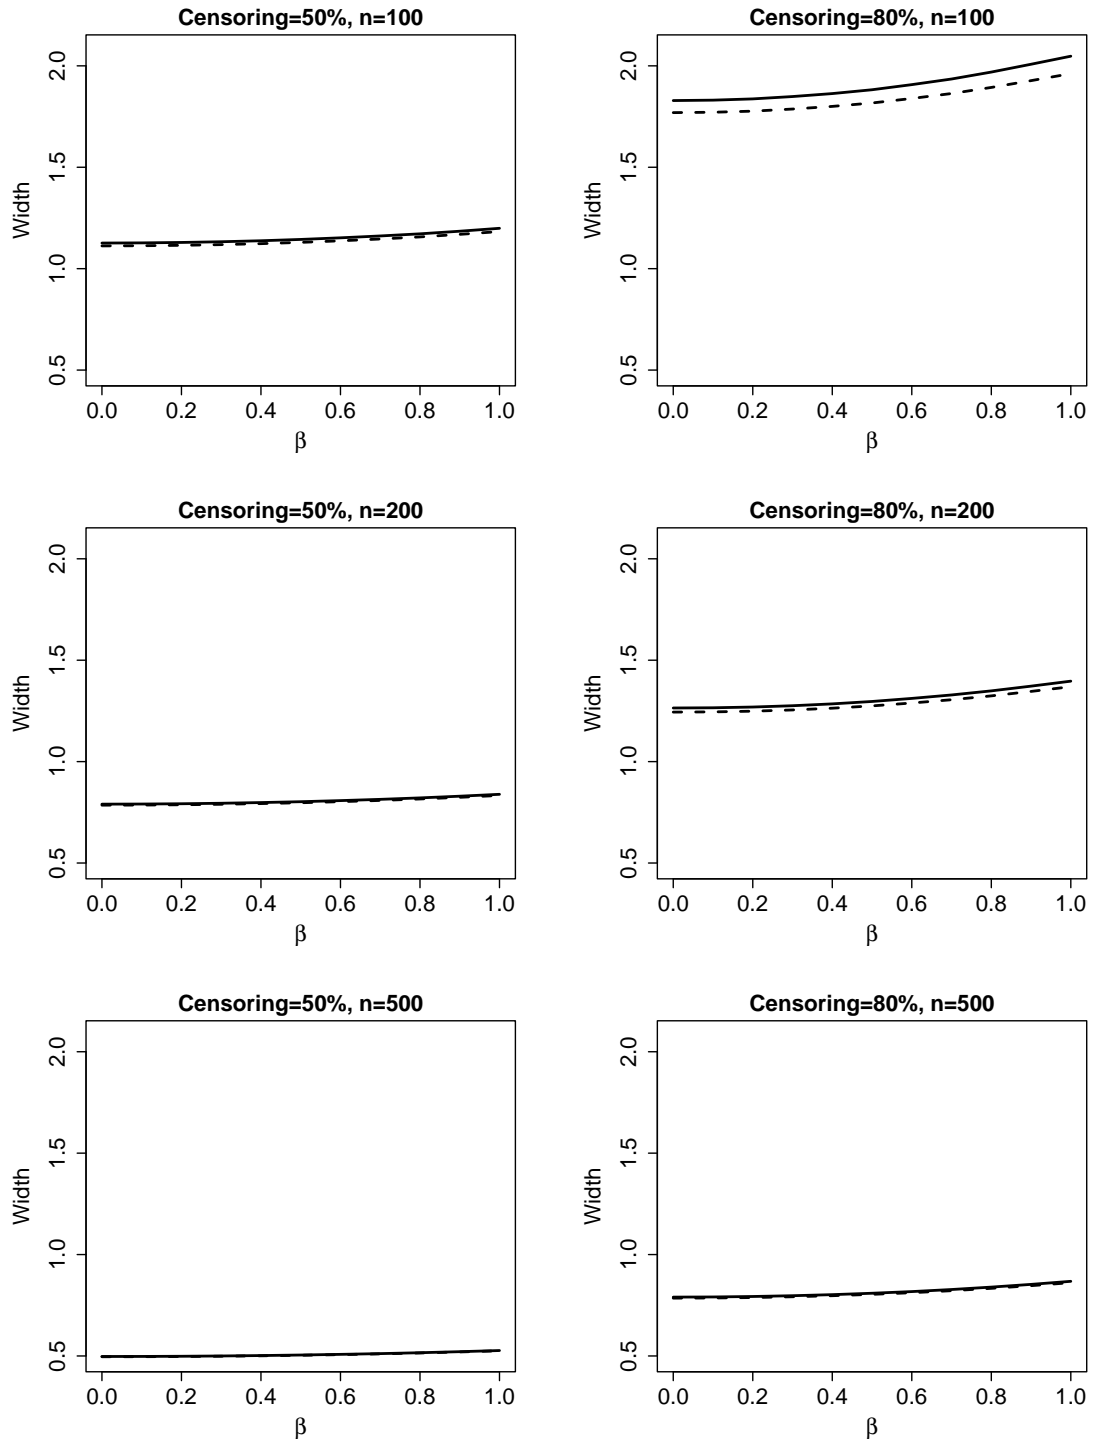 Censoring=50%, n=100
Width
2.0
1.5
1.0
0.5
0.0 0.2 0.4 0.6 0.8 1.0
β
Censoring=80%, n=100
Width
2.0
1.5
1.0
0.5
0.0 0.2 0.4 0.6 0.8 1.0
β
Censoring=50%, n=200
Width
2.0
1.5
1.0
0.5
0.0 0.2 0.4 0.6 0.8 1.0
β
Censoring=80%, n=200
Width
2.0
1.5
1.0
0.5
0.0 0.2 0.4 0.6 0.8 1.0
β
Censoring=50%, n=500
Width
2.0
1.5
1.0
0.5
0.0 0.2 0.4 0.6 0.8 1.0
β
Censoring=80%, n=500
Width
2.0
1.5
1.0
0.5
0.0 0.2 0.4 0.6 0.8 1.0
β